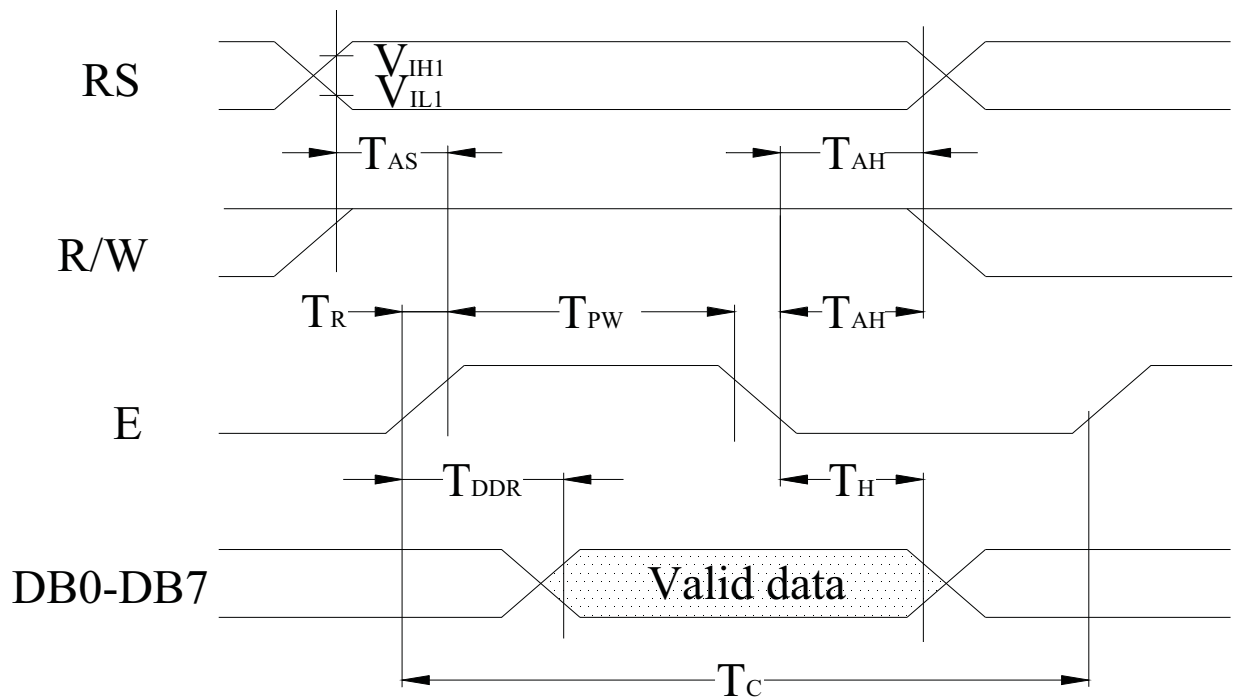 RS
VIH1
VIL1
TAS
TAH
R/W
TR
TPW
TAH
E
TDDR
TH
DB0-DB7
Valid data
TC